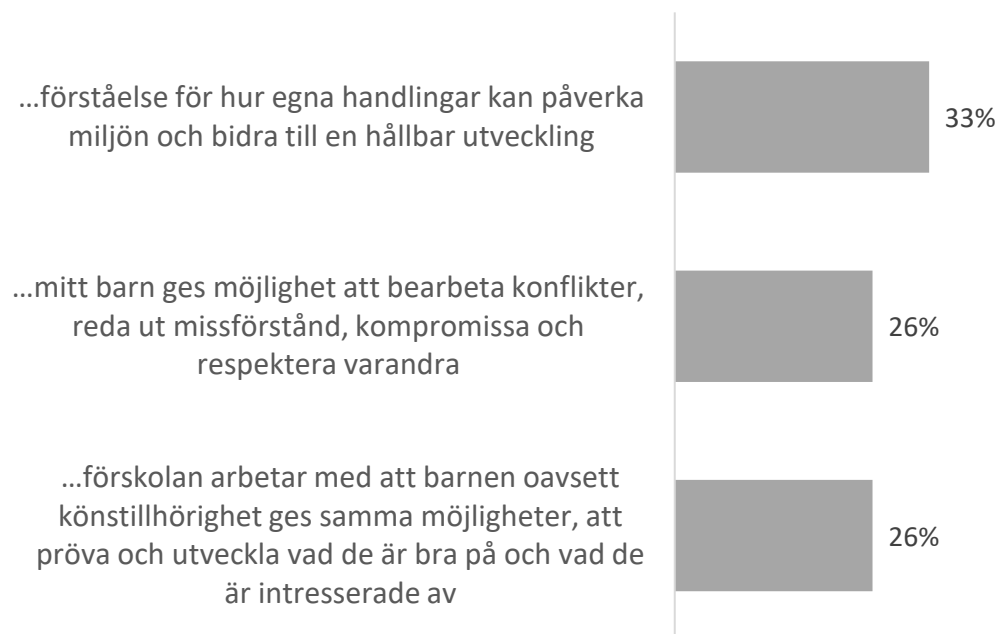 ...förståelse för hur egna handlingar kan påverka
miljön och bidra till en hållbar utveckling
33%
...mitt barn ges möjlighet att bearbeta konflikter,
reda ut missförstånd, kompromissa och
respektera varandra
26%
...förskolan arbetar med att barnen oavsett
könstillhörighet ges samma möjligheter, att
pröva och utveckla vad de är bra på och vad de
är intresserade av
26%